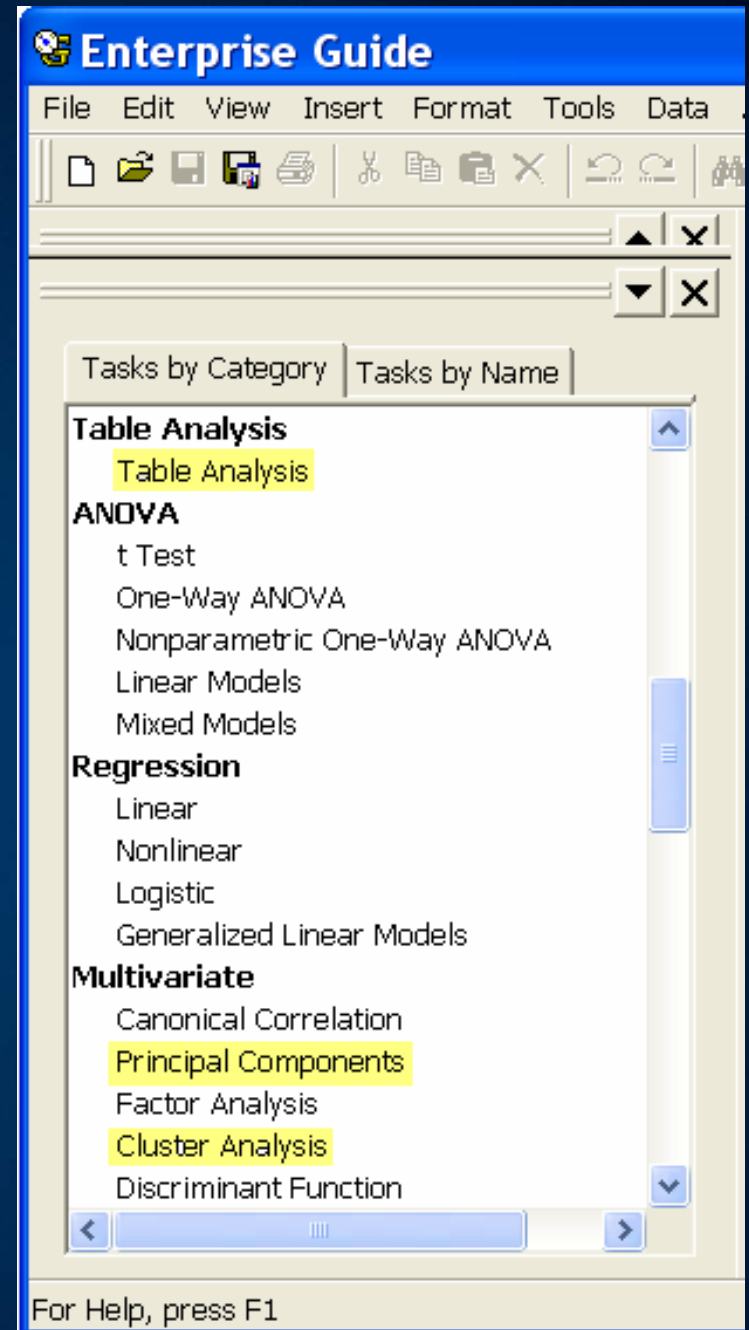 Enterprise Guide
File Edit View Insert Format Tools Data
Tasks by Category Tasks by Name
Table Analysis
Table Analysis
ANOVA
t Test
One-Way ANOVA
Nonparametric One-Way ANOVA
Linear Models
Mixed Models
Regression
Linear
Nonlinear
Logistic
Generalized Linear Models
Multivariate
Canonical Correlation
Principal Components
Factor Analysis
Cluster Analysis
Discriminant Function
For Help, press F1